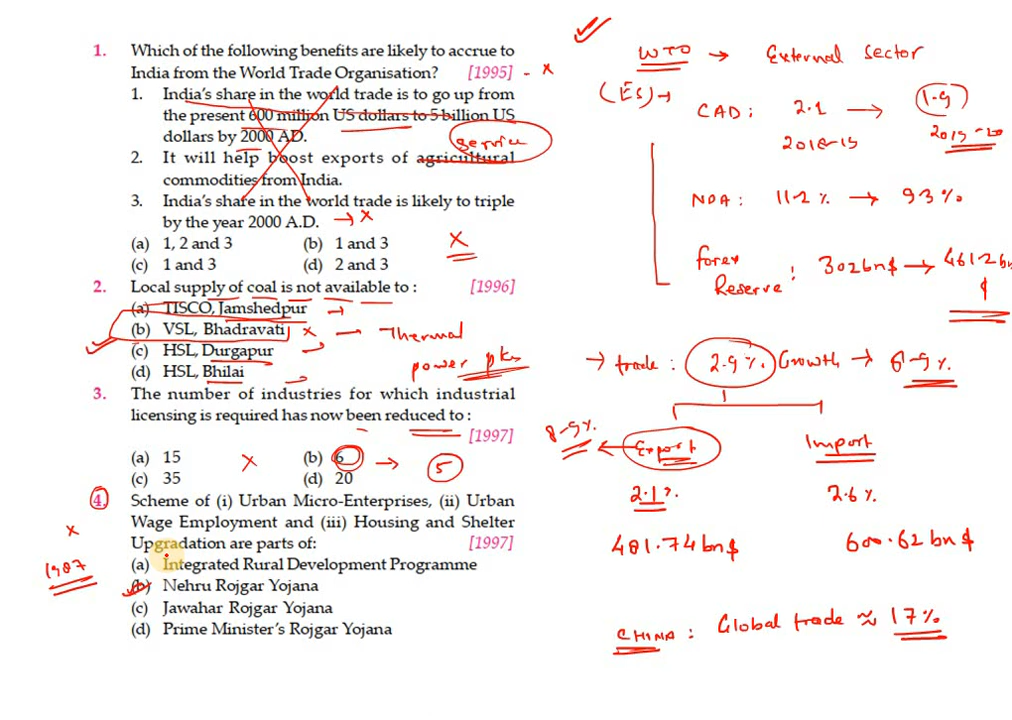 1. Which of the following benefits are likely to accrue to
India from the World Trade Organisation? [1995] - x
1. India's share in the world trade is to go up from
the present 600 million US dollars to 5 billion US
dollars by 2000 AD.
service
2. It will help boost exports of agricultural
commodities from India.
3. India's share in the world trade is likely to triple
by the year 2000 A.D. → x
(a) 1, 2 and 3 (b) 1 and 3 x
(c) 1 and 3 (d) 2 and 3
2. Local supply of coal is not available to : [1996]
(a) TISCO, Jamshedpur →
(b) VSL, Bhadravati x — Thermal
(c) HSL, Durgapur
power
(d) HSL, Bhilai
3. The number of industries for which industrial
licensing is required has now been reduced to :
[1997]
(a) 15 x (b) 6 → 5
(c) 35 (d) 20
4. Scheme of (i) Urban Micro-Enterprises, (ii) Urban
Wage Employment and (iii) Housing and Shelter
x
Upgradation are parts of: [1997]
(a) Integrated Rural Development Programme
1987
(b) Nehru Rojgar Yojana
(c) Jawahar Rojgar Yojana
(d) Prime Minister's Rojgar Yojana
WTO → External Sector
(ES) →
CAD : 2.1 → 1.9
2018-19 2019-20
NDA : 11.2 % → 9.3 %
Forex
Reserve : 302bn$ → 461.2bn
$
→ trade : 2.9 % Growth →
8-9%
Export Import
2.1%. 2.6 %.
481.74 bn$ 600.62 bn$
CHINA : Global trade ≈ 17%